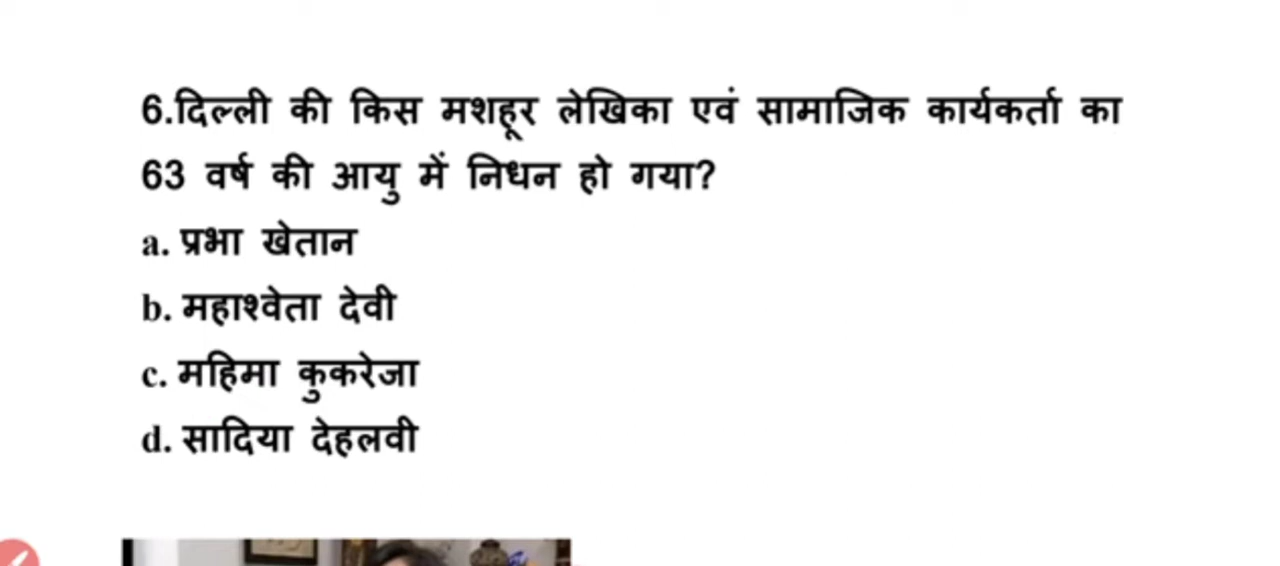 6.दिल्ली की किस मशहूर लेखिका एवं सामाजिक कार्यकर्ता का
63 वर्ष की आयु में निधन हो गया?
a. प्रभा खेतान
b. महाश्वेता देवी
c. महिमा कुकरेजा
d. सादिया देहलवी